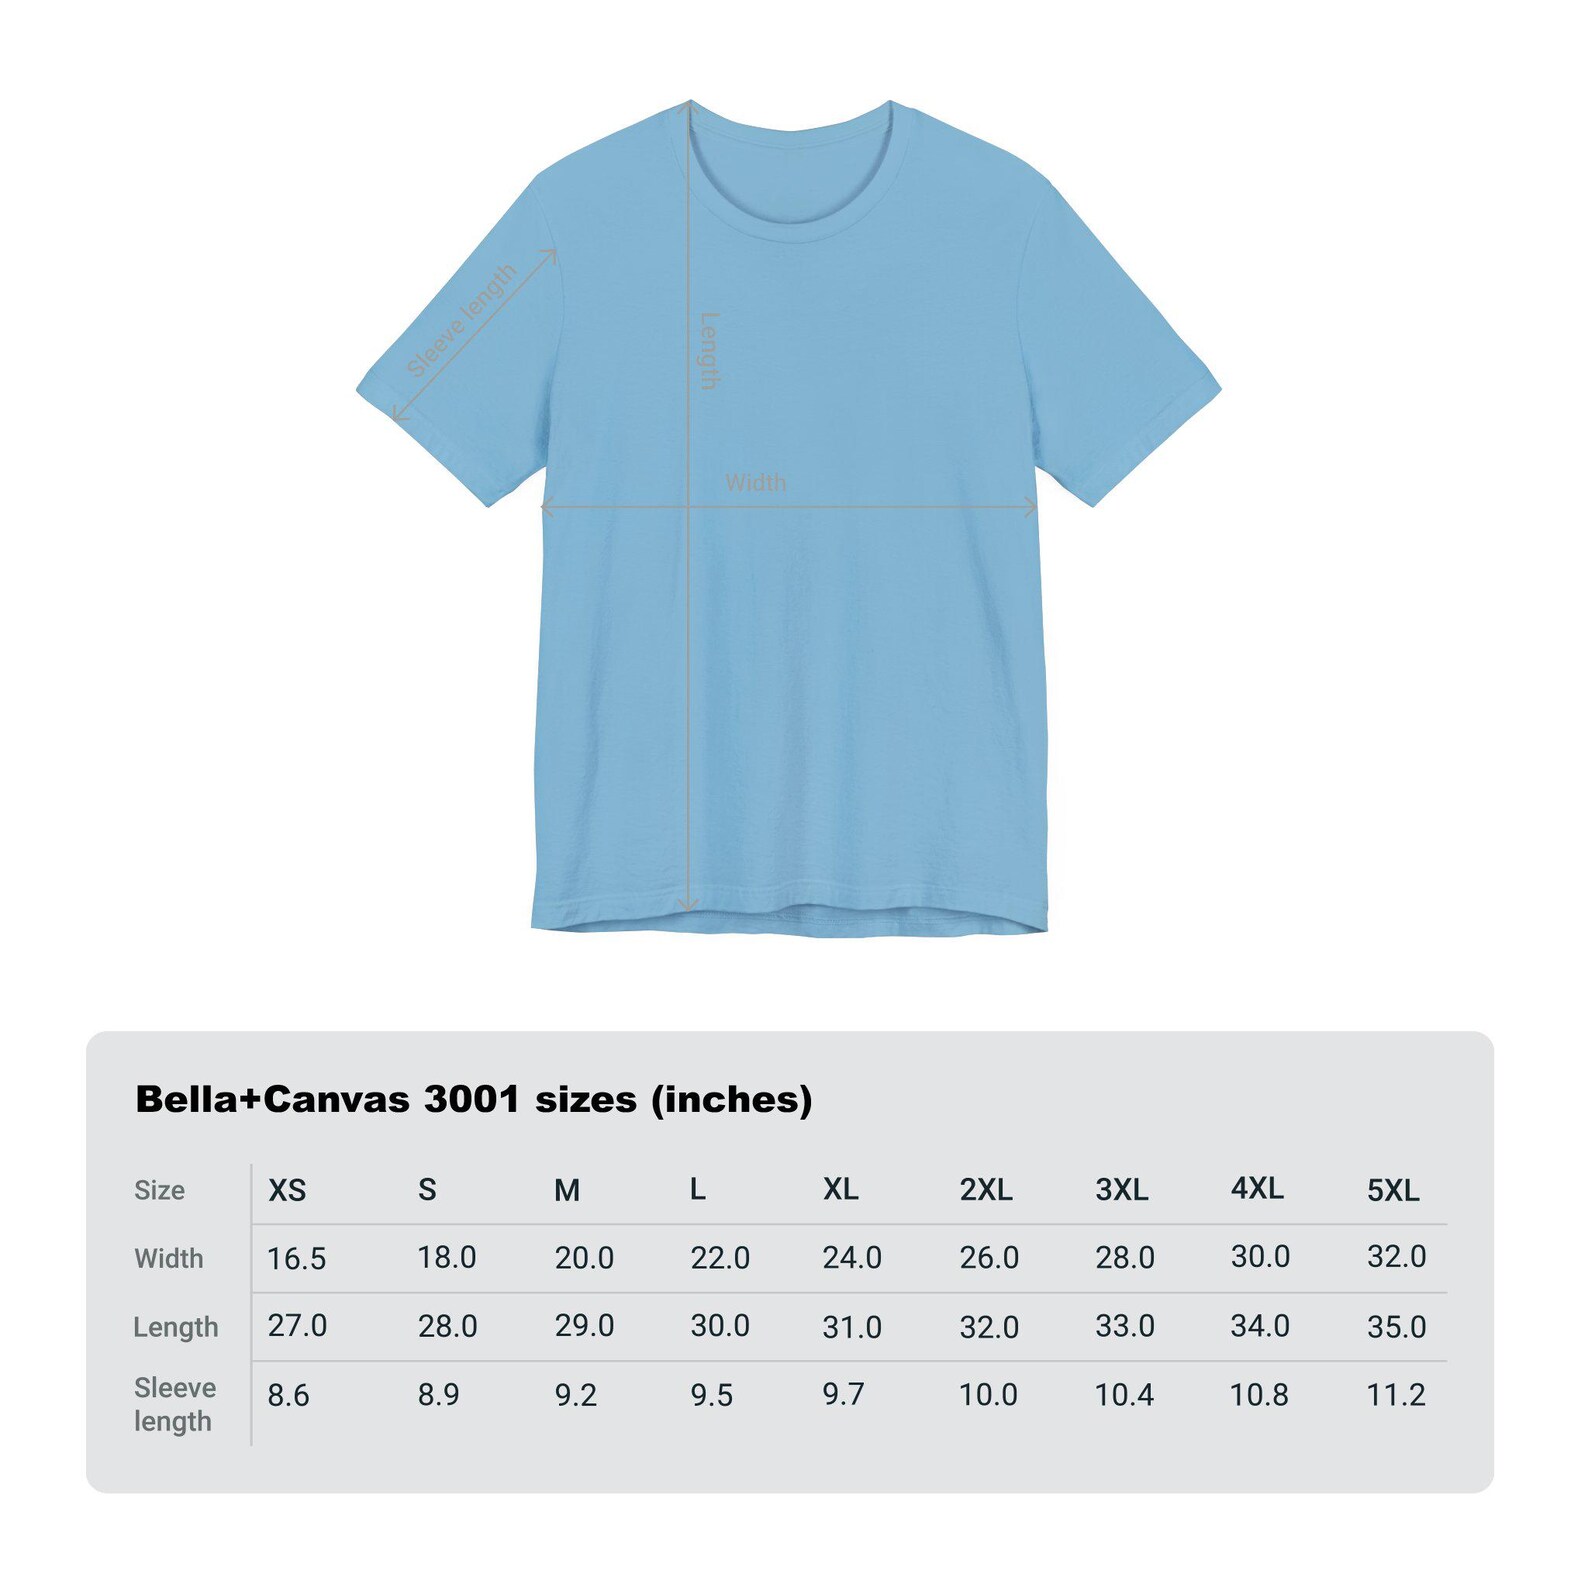 Sleeve length
Length
Width
Bella+Canvas 3001 sizes (inches)
Size XS S M L XL 2XL 3XL 4XL 5XL
Width 16.5 18.0 20.0 22.0 24.0 26.0 28.0 30.0 32.0
Length 27.0 28.0 29.0 30.0 31.0 32.0 33.0 34.0 35.0
Sleeve length 8.6 8.9 9.2 9.5 9.7 10.0 10.4 10.8 11.2